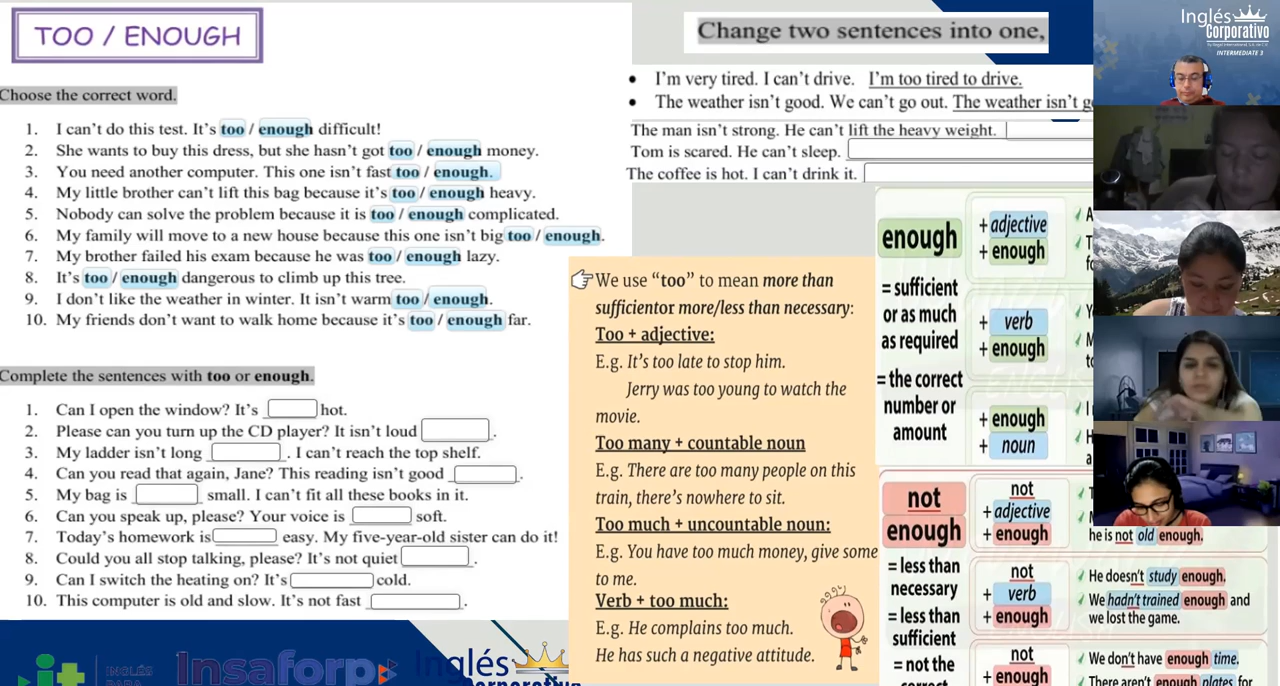 TOO / ENOUGH
Choose the correct word.
1. I can't do this test. It's too / enough difficult!
2. She wants to buy this dress, but she hasn't got too / enough money.
3. You need another computer. This one isn't fast too / enough.
4. My little brother can't lift this bag because it's too / enough heavy.
5. Nobody can solve the problem because it is too / enough complicated.
6. My family will move to a new house because this one isn't big too / enough.
7. My brother failed his exam because he was too / enough lazy.
8. It's too / enough dangerous to climb up this tree.
9. I don't like the weather in winter. It isn't warm too / enough.
10. My friends don't want to walk home because it's too / enough far.
Complete the sentences with too or enough.
1. Can I open the window? It's hot.
2. Please can you turn up the CD player? It isn't loud .
3. My ladder isn't long . I can't reach the top shelf.
4. Can you read that again, Jane? This reading isn't good .
5. My bag is small. I can't fit all these books in it.
6. Can you speak up, please? Your voice is soft.
7. Today's homework is easy. My five-year-old sister can do it!
8. Could you all stop talking, please? It's not quiet .
9. Can I switch the heating on? It's cold.
10. This computer is old and slow. It's not fast .
INGLÉS
Insaforp
Inglés
Corporativo
Change two sentences into one,
• I'm very tired. I can't drive. I'm too tired to drive.
• The weather isn't good. We can't go out. The weather isn't g
The man isn't strong. He can't lift the heavy weight.
Tom is scared. He can't sleep.
The coffee is hot. I can't drink it.
We use "too" to mean more than
sufficientor more/less than necessary:
Too + adjective:
E.g. It's too late to stop him.
Jerry was too young to watch the
movie.
Too many + countable noun
E.g. There are too many people on this
train, there's nowhere to sit.
Too much + uncountable noun:
E.g. You have too much money, give some
to me.
Verb + too much:
E.g. He complains too much.
He has such a negative attitude.
enough
= sufficient
or as much
as required
= the correct
number or
amount
+ adjective
+ enough
+ verb
+ enough
+ enough
+ noun
not
enough
= less than
necessary
= less than
sufficient
= not the
not
+ adjective
+ enough
he is not old enough.
not
+ verb
+ enough
He doesn't study enough.
We hadn't trained enough and
we lost the game.
not
+ enough
We don't have enough time.
There aren't enough plates for
Inglés
Corporativo
INTERMEDIATE 3